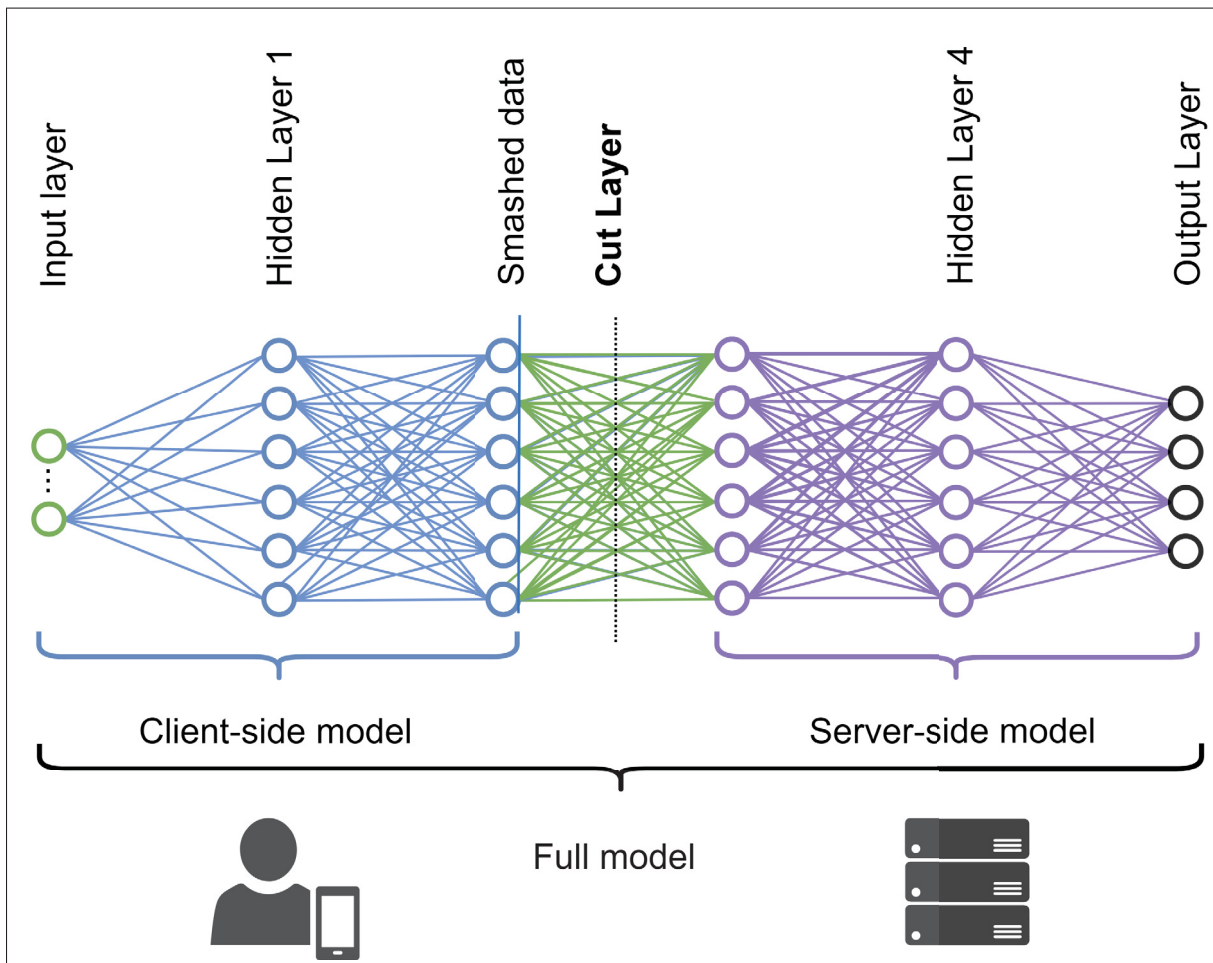 Input layer
Hidden Layer 1
Smashed data
Cut Layer
Hidden Layer 4
Output Layer
Client-side model
Server-side model
Full model